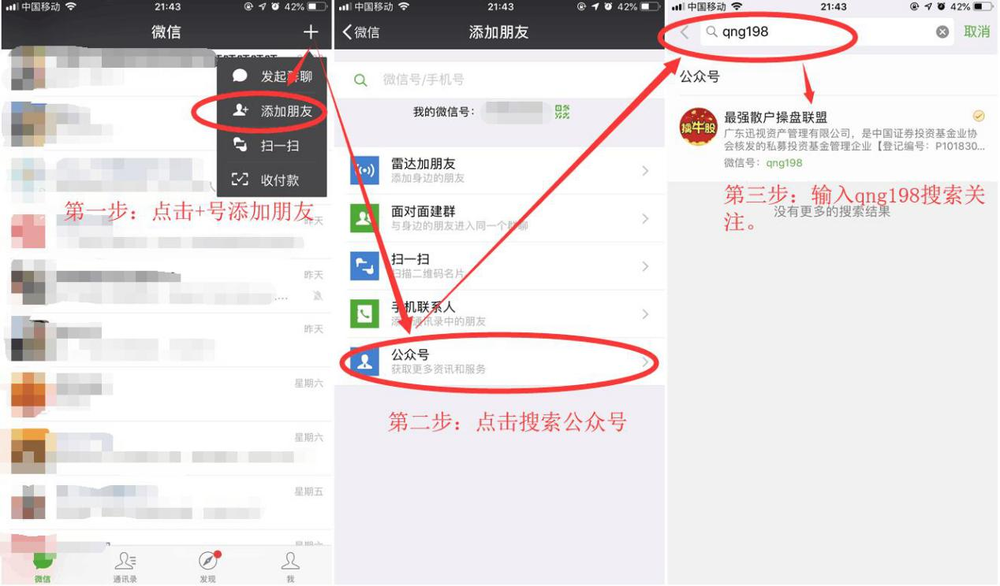 中国移动 21:43 42%
微信
发起群聊
添加朋友
扫一扫
收付款
第一步：点击+号添加朋友
昨天
昨天
昨天
星期六
星期六
星期五
微信 通讯录 发现 我
中国移动 21:43 42%
微信 添加朋友
微信号/手机号
我的微信号：
雷达加朋友
添加身边的朋友
面对面建群
与身边的朋友进入同一个群聊
扫一扫
扫描二维码名片
手机联系人
添加通讯录中的朋友
公众号
获取更多资讯和服务
第二步：点击搜索公众号
中国移动 21:43 42%
qng198 取消
公众号
擒牛股
最强散户操盘联盟
广东迅视资产管理有限公司，是中国证券投资基金业协
会核发的私募投资基金管理企业【登记编号：P101830...
微信号：qng198
第三步：输入qng198搜索关
注。
没有更多的搜索结果